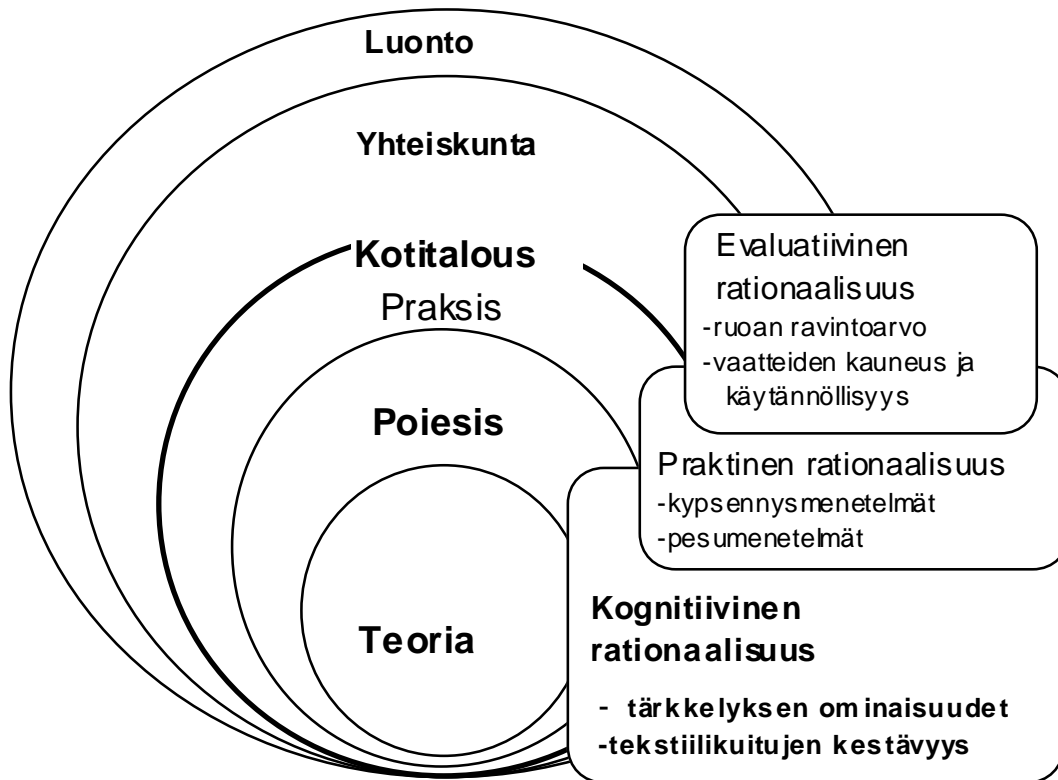 Luonto
Yhteiskunta
Kotitalous
Praksis
Poiesis
Teoria
Evaluatiivinen
rationaalisuus
-ruoan ravintoarvo
-vaatteiden kauneus ja
käytännöllisyys
Praktinen rationaalisuus
-kypsennysmenetelmät
-pesumenetelmät
Kognitiivinen
rationaalisuus
- tärkkelyksen ominaisuudet
-tekstiilikuitujen kestävyys